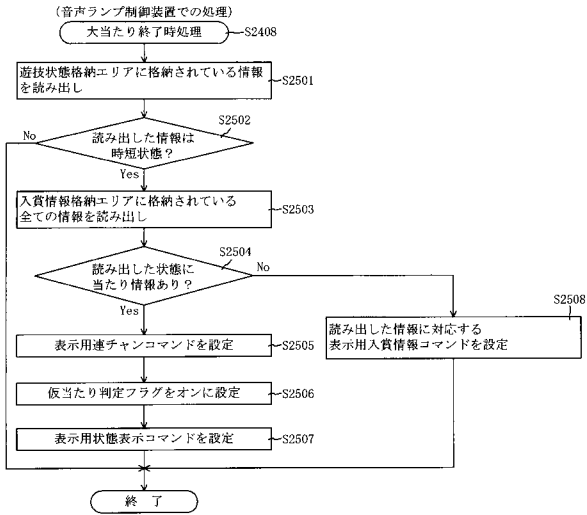 (音声ランプ制御装置での処理)
大当たり終了時処理
S2408
遊技状態格納エリアに格納されている情報
を読み出し
S2501
S2502
No
読み出した情報は
時短状態?
Yes
入賞情報格納エリアに格納されている
全ての情報を読み出し
S2503
S2504
読み出した状態に
当たり情報あり?
No
Yes
S2508
読み出した情報に対応する
表示用入賞情報コマンドを設定
表示用連チャンコマンドを設定
S2505
仮当たり判定フラグをオンに設定
S2506
表示用状態表示コマンドを設定
S2507
終 了